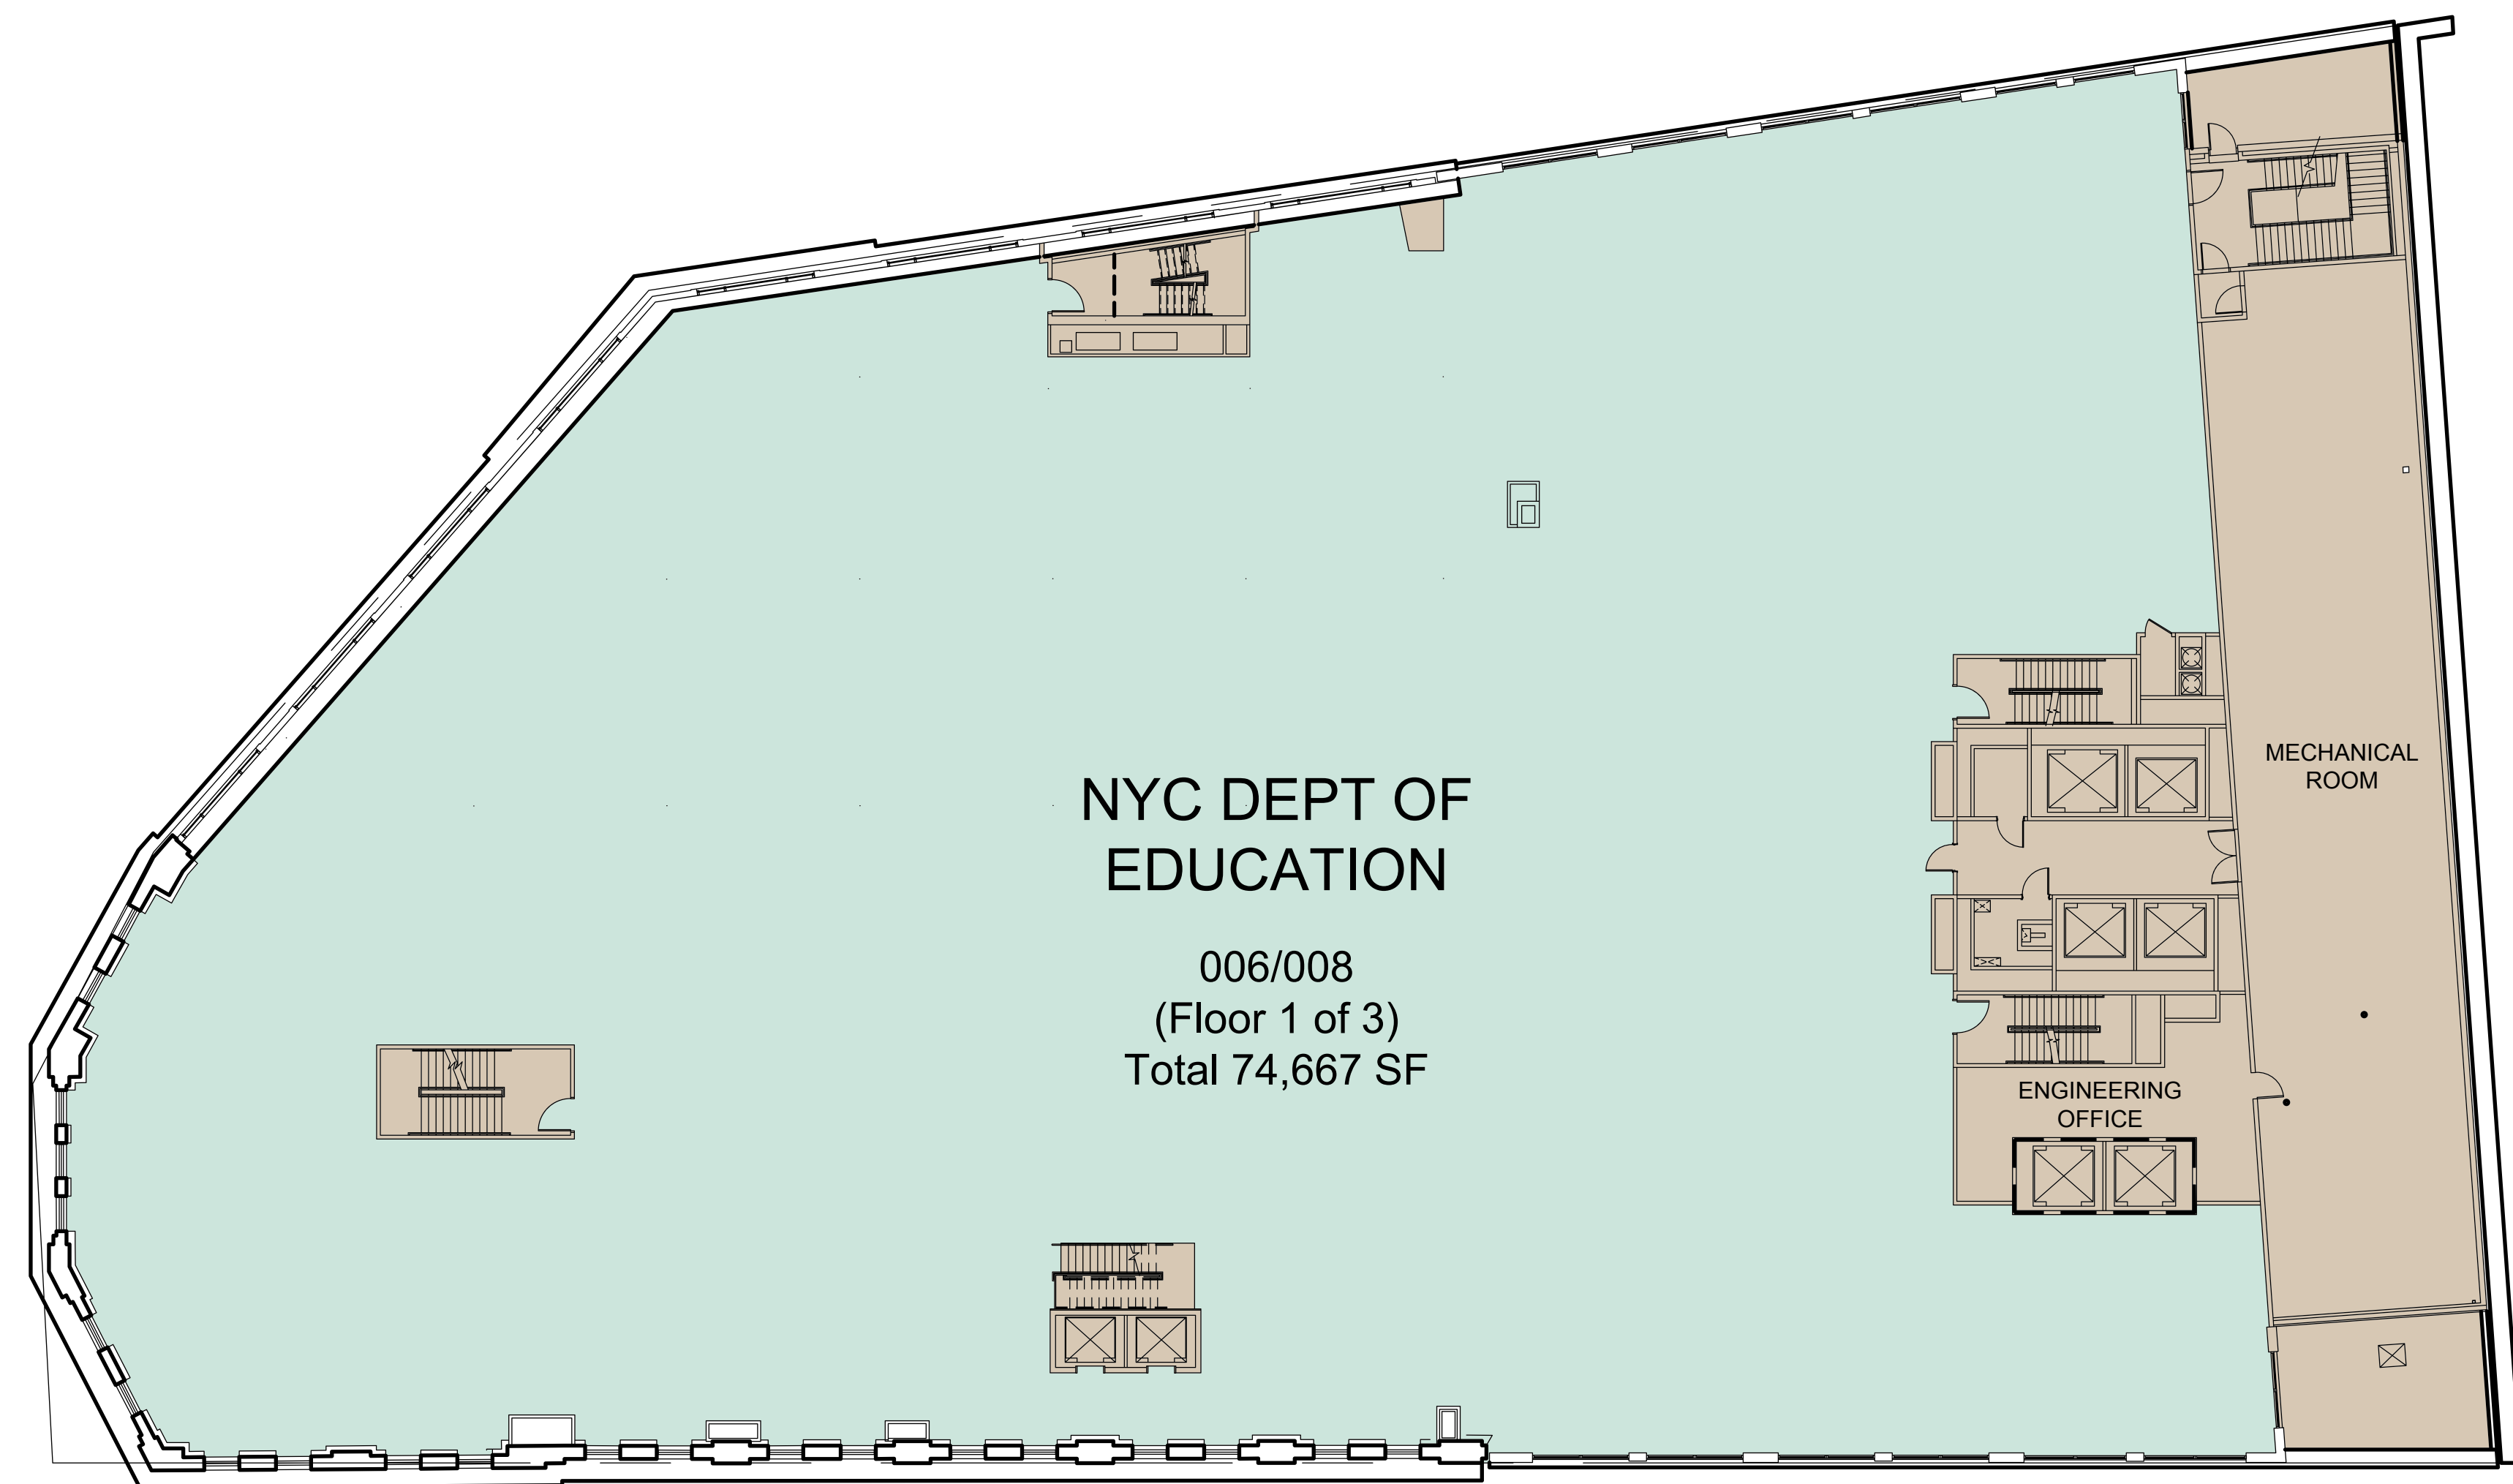 NYC DEPT OF
EDUCATION
006/008
(Floor 1 of 3)
Total 74,667 SF
MECHANICAL
ROOM
ENGINEERING
OFFICE